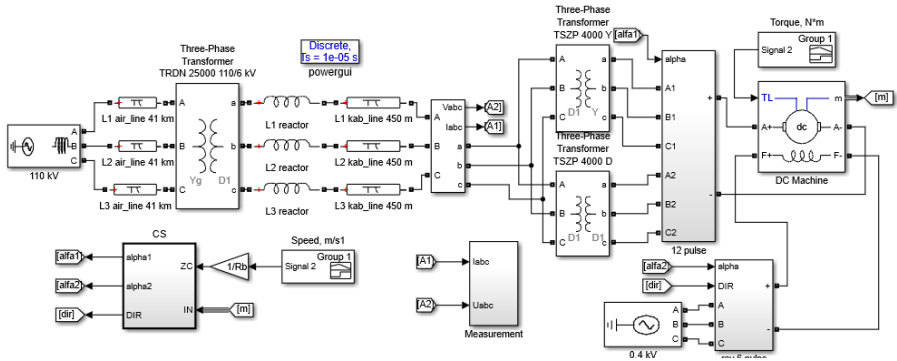 Three-Phase
Transformer
TRDN 25000 110/6 kV
Discrete,
Ts = 1e-05 s
powergui
Three-Phase
Transformer
TSZP 4000 Y
[alfa1]
Torque, N*m
Group 1
Signal 2
A
B
C
110 kV
L1 air_line 41 km
L2 air_line 41 km
L3 air_line 41 km
A
B
C
Yg
D1
a
b
c
L1 reactor
L2 reactor
L3 reactor
L1 kab_line 450 m
L2 kab_line 450 m
L3 kab_line 450 m
A
B
C
Vabc
Iabc
a
b
c
[A2]
[A1]
A
B
C
D1
Y
a
b
c
Three-Phase
Transformer
TSZP 4000 D
A
B
C
D1
D1
a
b
c
alpha
A1
B1
C1
A2
B2
C2
+
-
12 pulse
TL
m
dc
A+
A-
F+
F-
DC Machine
[m]
CS
[alfa1]
[alfa2]
[dir]
alpha1
alpha2
DIR
ZC
IN
1/Rb
Speed, m/s1
Group 1
Signal 2
[m]
[A1]
[A2]
Iabc
Uabc
Measurement
[alfa2]
[dir]
A
B
C
0.4 kV
alpha
DIR
A
B
C
+
-
rev 6 pulse